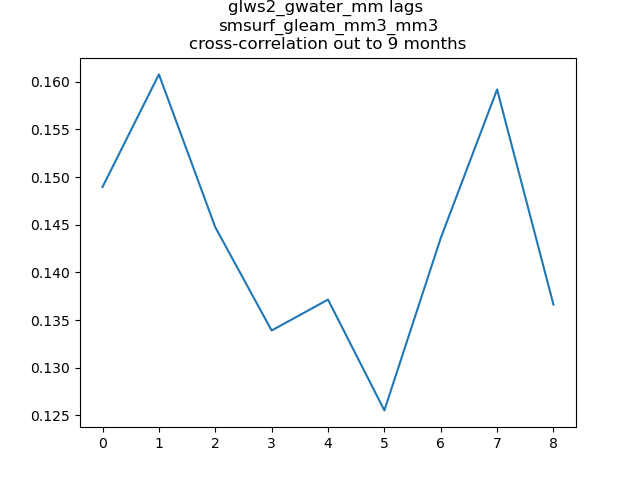 glws2_gwater_mm lags
smsurf_gleam_mm3_mm3
cross-correlation out to 9 months
0.160
0.155
0.150
0.145
0.140
0.135
0.130
0.125
0 1 2 3 4 5 6 7 8